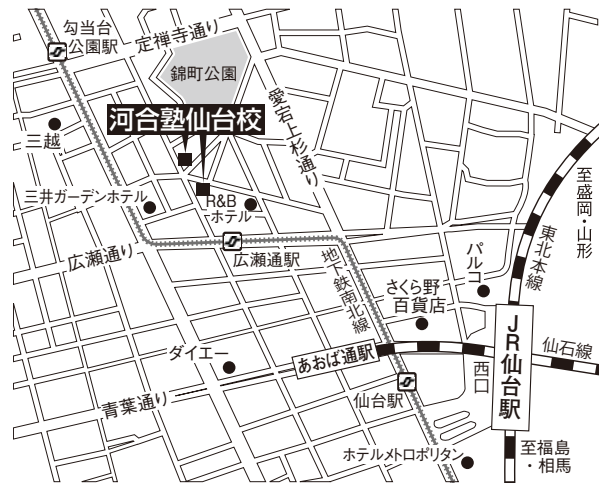 勾当台
公園駅
定禅寺通り
錦町公園
愛宕上杉通り
三越
河合塾仙台校
三井ガーデンホテル
R&B
ホテル
広瀬通り
広瀬通駅
地下鉄南北線
さくら野
百貨店
パルコ
東北本線
至盛岡・山形
ダイエー
あおば通駅
JR仙台駅
仙石線
西口
青葉通り
仙台駅
ホテルメトロポリタン
至福島
・相馬